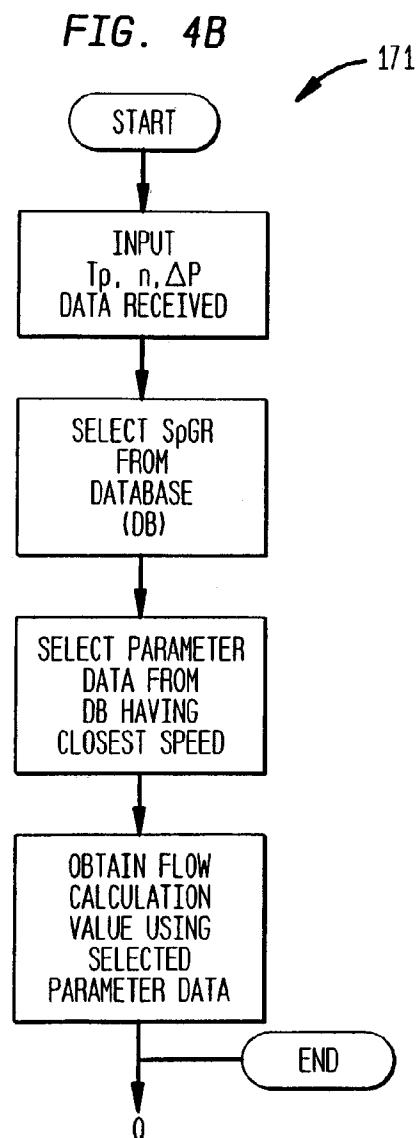 FIG. 4B
171
START
INPUT
Tp, n, ΔP
DATA RECEIVED
SELECT SpGR
FROM
DATABASE
(DB)
SELECT PARAMETER
DATA FROM
DB HAVING
CLOSEST SPEED
OBTAIN FLOW
CALCULATION
VALUE USING
SELECTED
PARAMETER DATA
END
Q